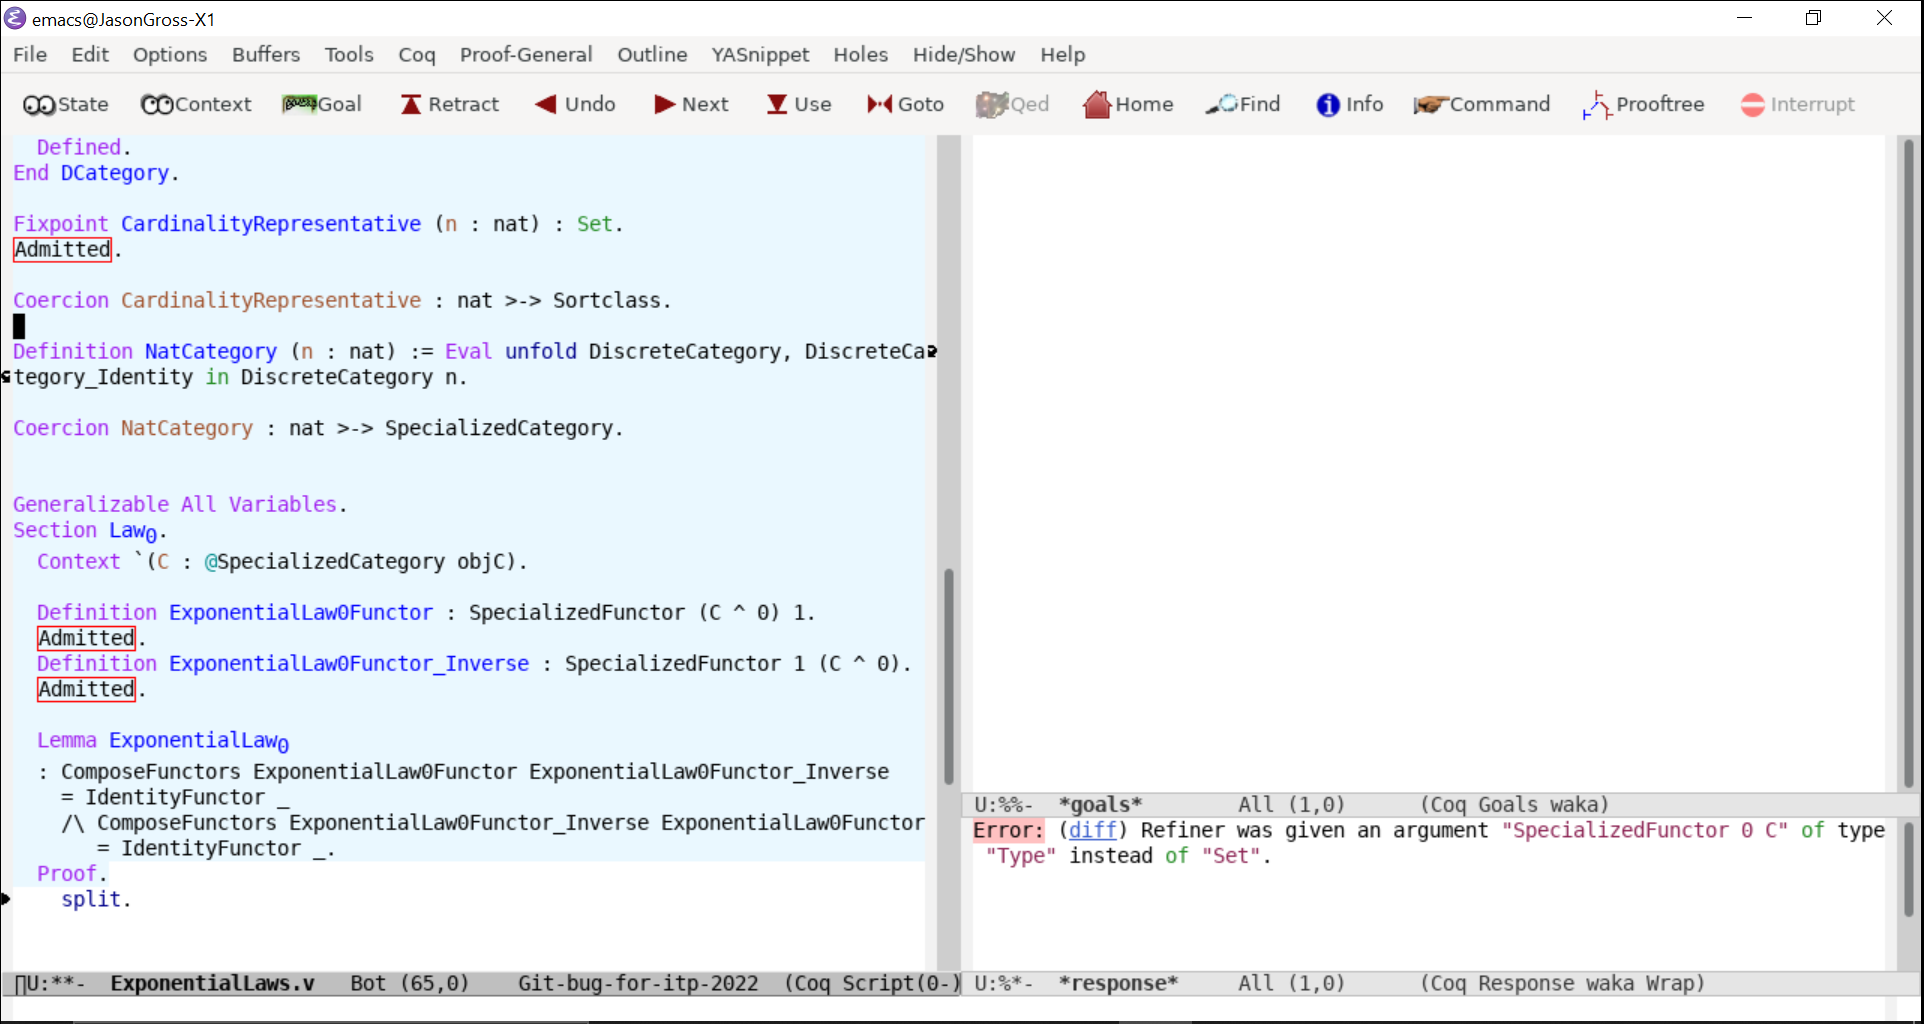 emacs@JasonGross-X1
File Edit Options Buffers Tools Coq Proof-General Outline YASnippet Holes Hide/Show Help
State Context Goal Retract Undo Next Use Goto Qed Home Find Info Command Prooftree Interrupt
Defined.
End DCategory.
Fixpoint CardinalityRepresentative (n : nat) : Set.
Admitted.
Coercion CardinalityRepresentative : nat >-> Sortclass.
Definition NatCategory (n : nat) := Eval unfold DiscreteCategory, DiscreteCa
tegory_Identity in DiscreteCategory n.
Coercion NatCategory : nat >-> SpecializedCategory.
Generalizable All Variables.
Section Law₀.
Context `(C : @SpecializedCategory objC).
Definition ExponentialLaw0Functor : SpecializedFunctor (C ^ 0) 1.
Admitted.
Definition ExponentialLaw0Functor_Inverse : SpecializedFunctor 1 (C ^ 0).
Admitted.
Lemma ExponentialLaw₀
: ComposeFunctors ExponentialLaw0Functor ExponentialLaw0Functor_Inverse
= IdentityFunctor _
/\ ComposeFunctors ExponentialLaw0Functor_Inverse ExponentialLaw0Functor
= IdentityFunctor _.
Proof.
split.
U:**- ExponentialLaws.v Bot (65,0) Git-bug-for-itp-2022 (Coq Script(0-)
U:%%- *goals* All (1,0) (Coq Goals waka)
Error: (diff) Refiner was given an argument "SpecializedFunctor 0 C" of type
"Type" instead of "Set".
U:%*- *response* All (1,0) (Coq Response waka Wrap)